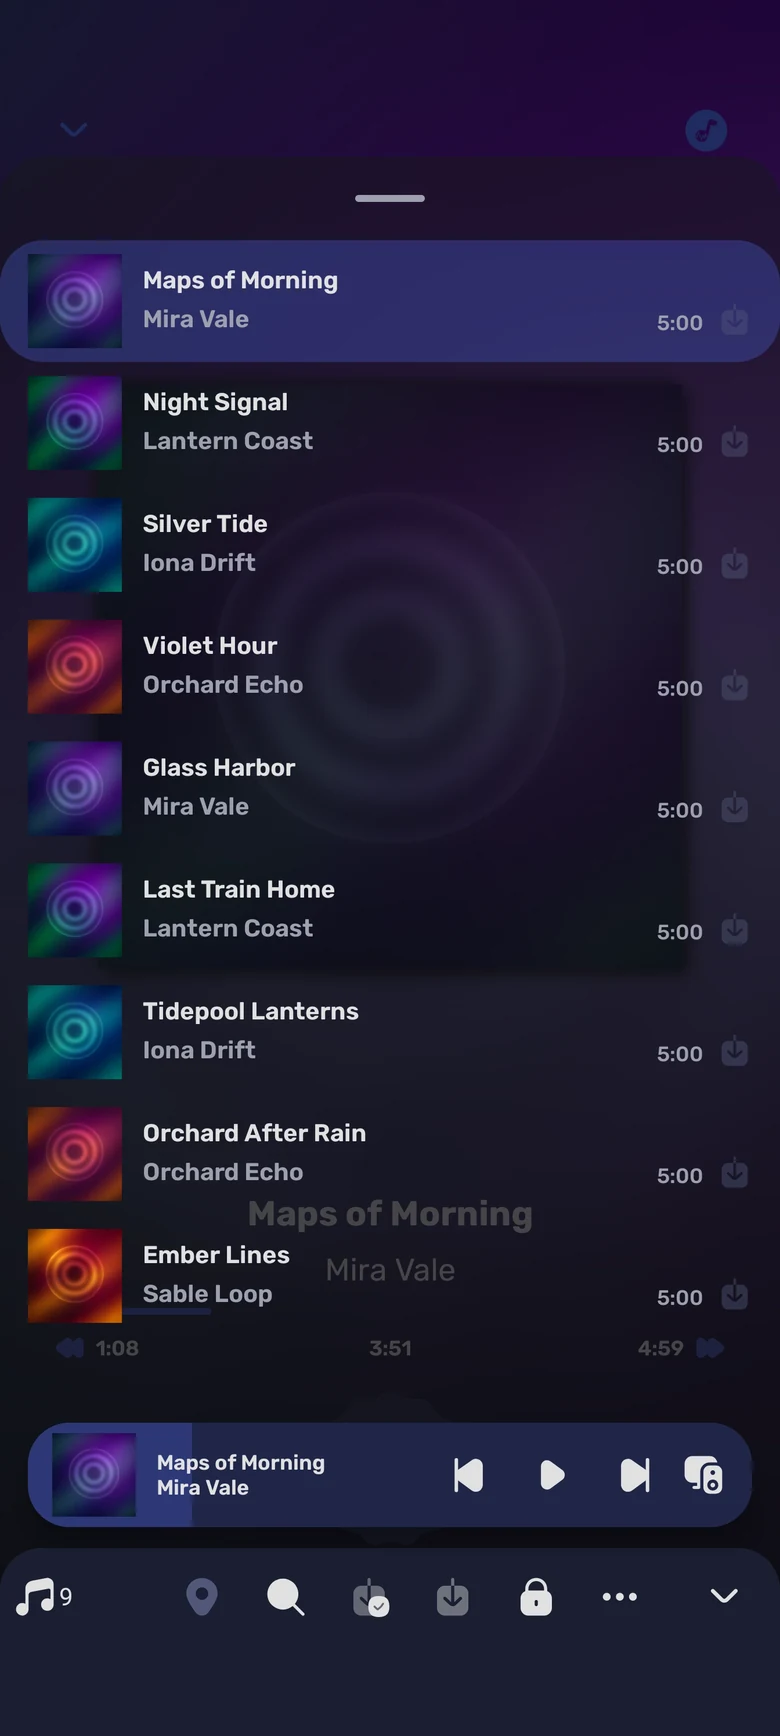 Maps of Morning
Mira Vale
5:00
Night Signal
Lantern Coast
5:00
Silver Tide
Iona Drift
5:00
Violet Hour
Orchard Echo
5:00
Glass Harbor
Mira Vale
5:00
Last Train Home
Lantern Coast
5:00
Tidepool Lanterns
Iona Drift
5:00
Orchard After Rain
Orchard Echo
5:00
Maps of Morning
Ember Lines
Mira Vale
Sable Loop
5:00
1:08 3:51 4:59
Maps of Morning
Mira Vale
9